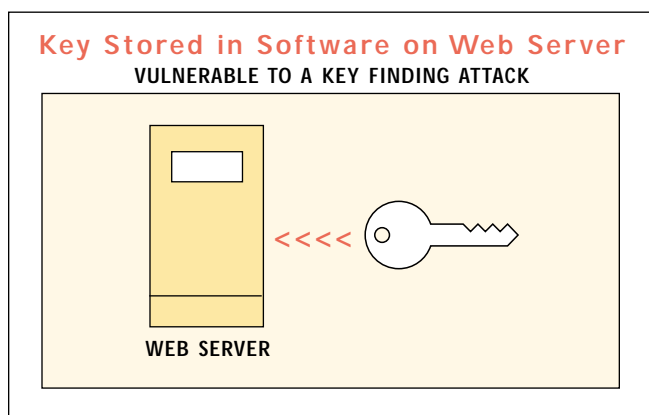 Key Stored in Software on Web Server
VULNERABLE TO A KEY FINDING ATTACK
<<<<
WEB SERVER